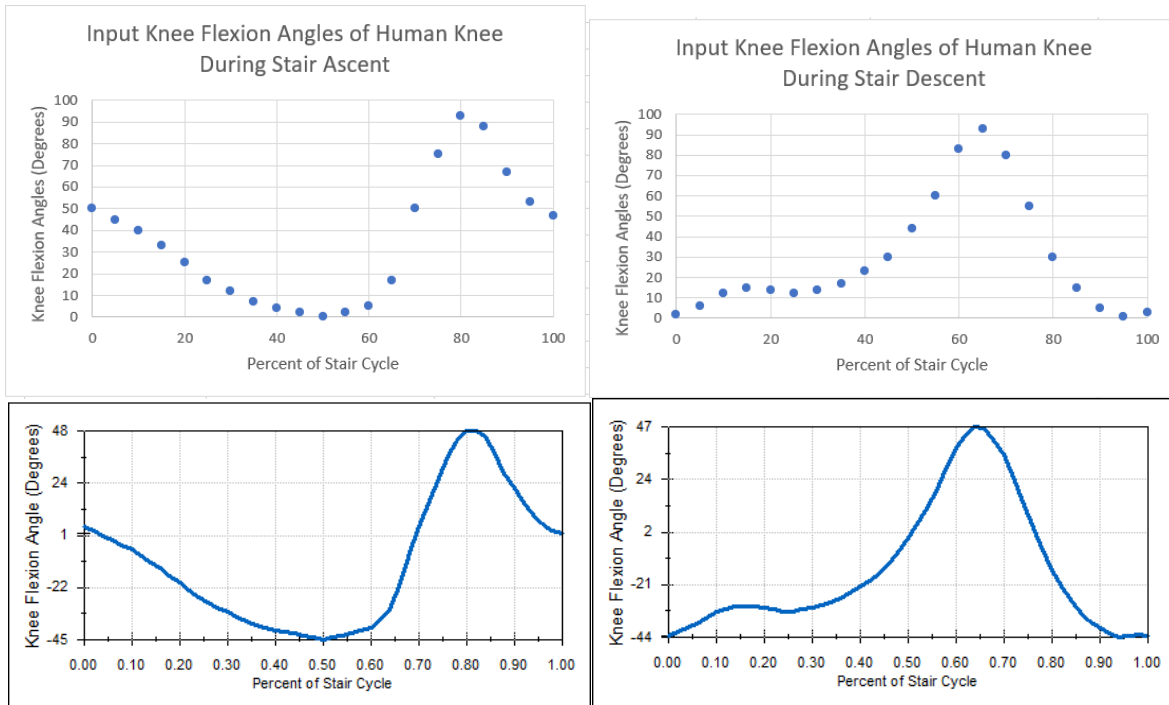 Input Knee Flexion Angles of Human Knee
During Stair Ascent
Knee Flexion Angles (Degrees)
100
90
80
70
60
50
40
30
20
10
0
0 20 40 60 80 100
Percent of Stair Cycle
Input Knee Flexion Angles of Human Knee
During Stair Descent
Knee Flexion Angles (Degrees)
100
90
80
70
60
50
40
30
20
10
0
0 20 40 60 80 100
Percent of Stair Cycle
Knee Flexion Angle (Degrees)
48
24
1
-22
-45
0.00 0.10 0.20 0.30 0.40 0.50 0.60 0.70 0.80 0.90 1.00
Percent of Stair Cycle
Knee Flexion Angle (Degrees)
47
24
2
-21
-44
0.00 0.10 0.20 0.30 0.40 0.50 0.60 0.70 0.80 0.90 1.00
Percent of Stair Cycle